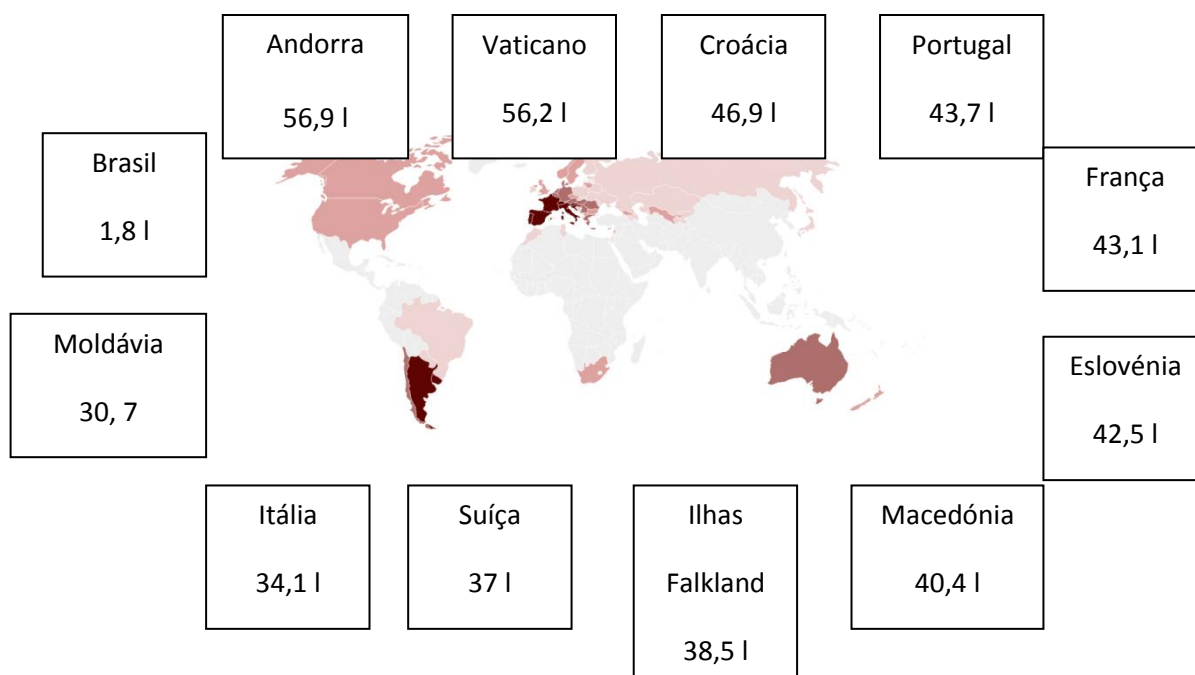 Andorra
56,9 l
Vaticano
56,2 l
Croácia
46,9 l
Portugal
43,7 l
Brasil
1,8 l
França
43,1 l
Moldávia
30, 7
Eslovénia
42,5 l
Itália
34,1 l
Suíça
37 l
Ilhas
Falkland
38,5 l
Macedónia
40,4 l